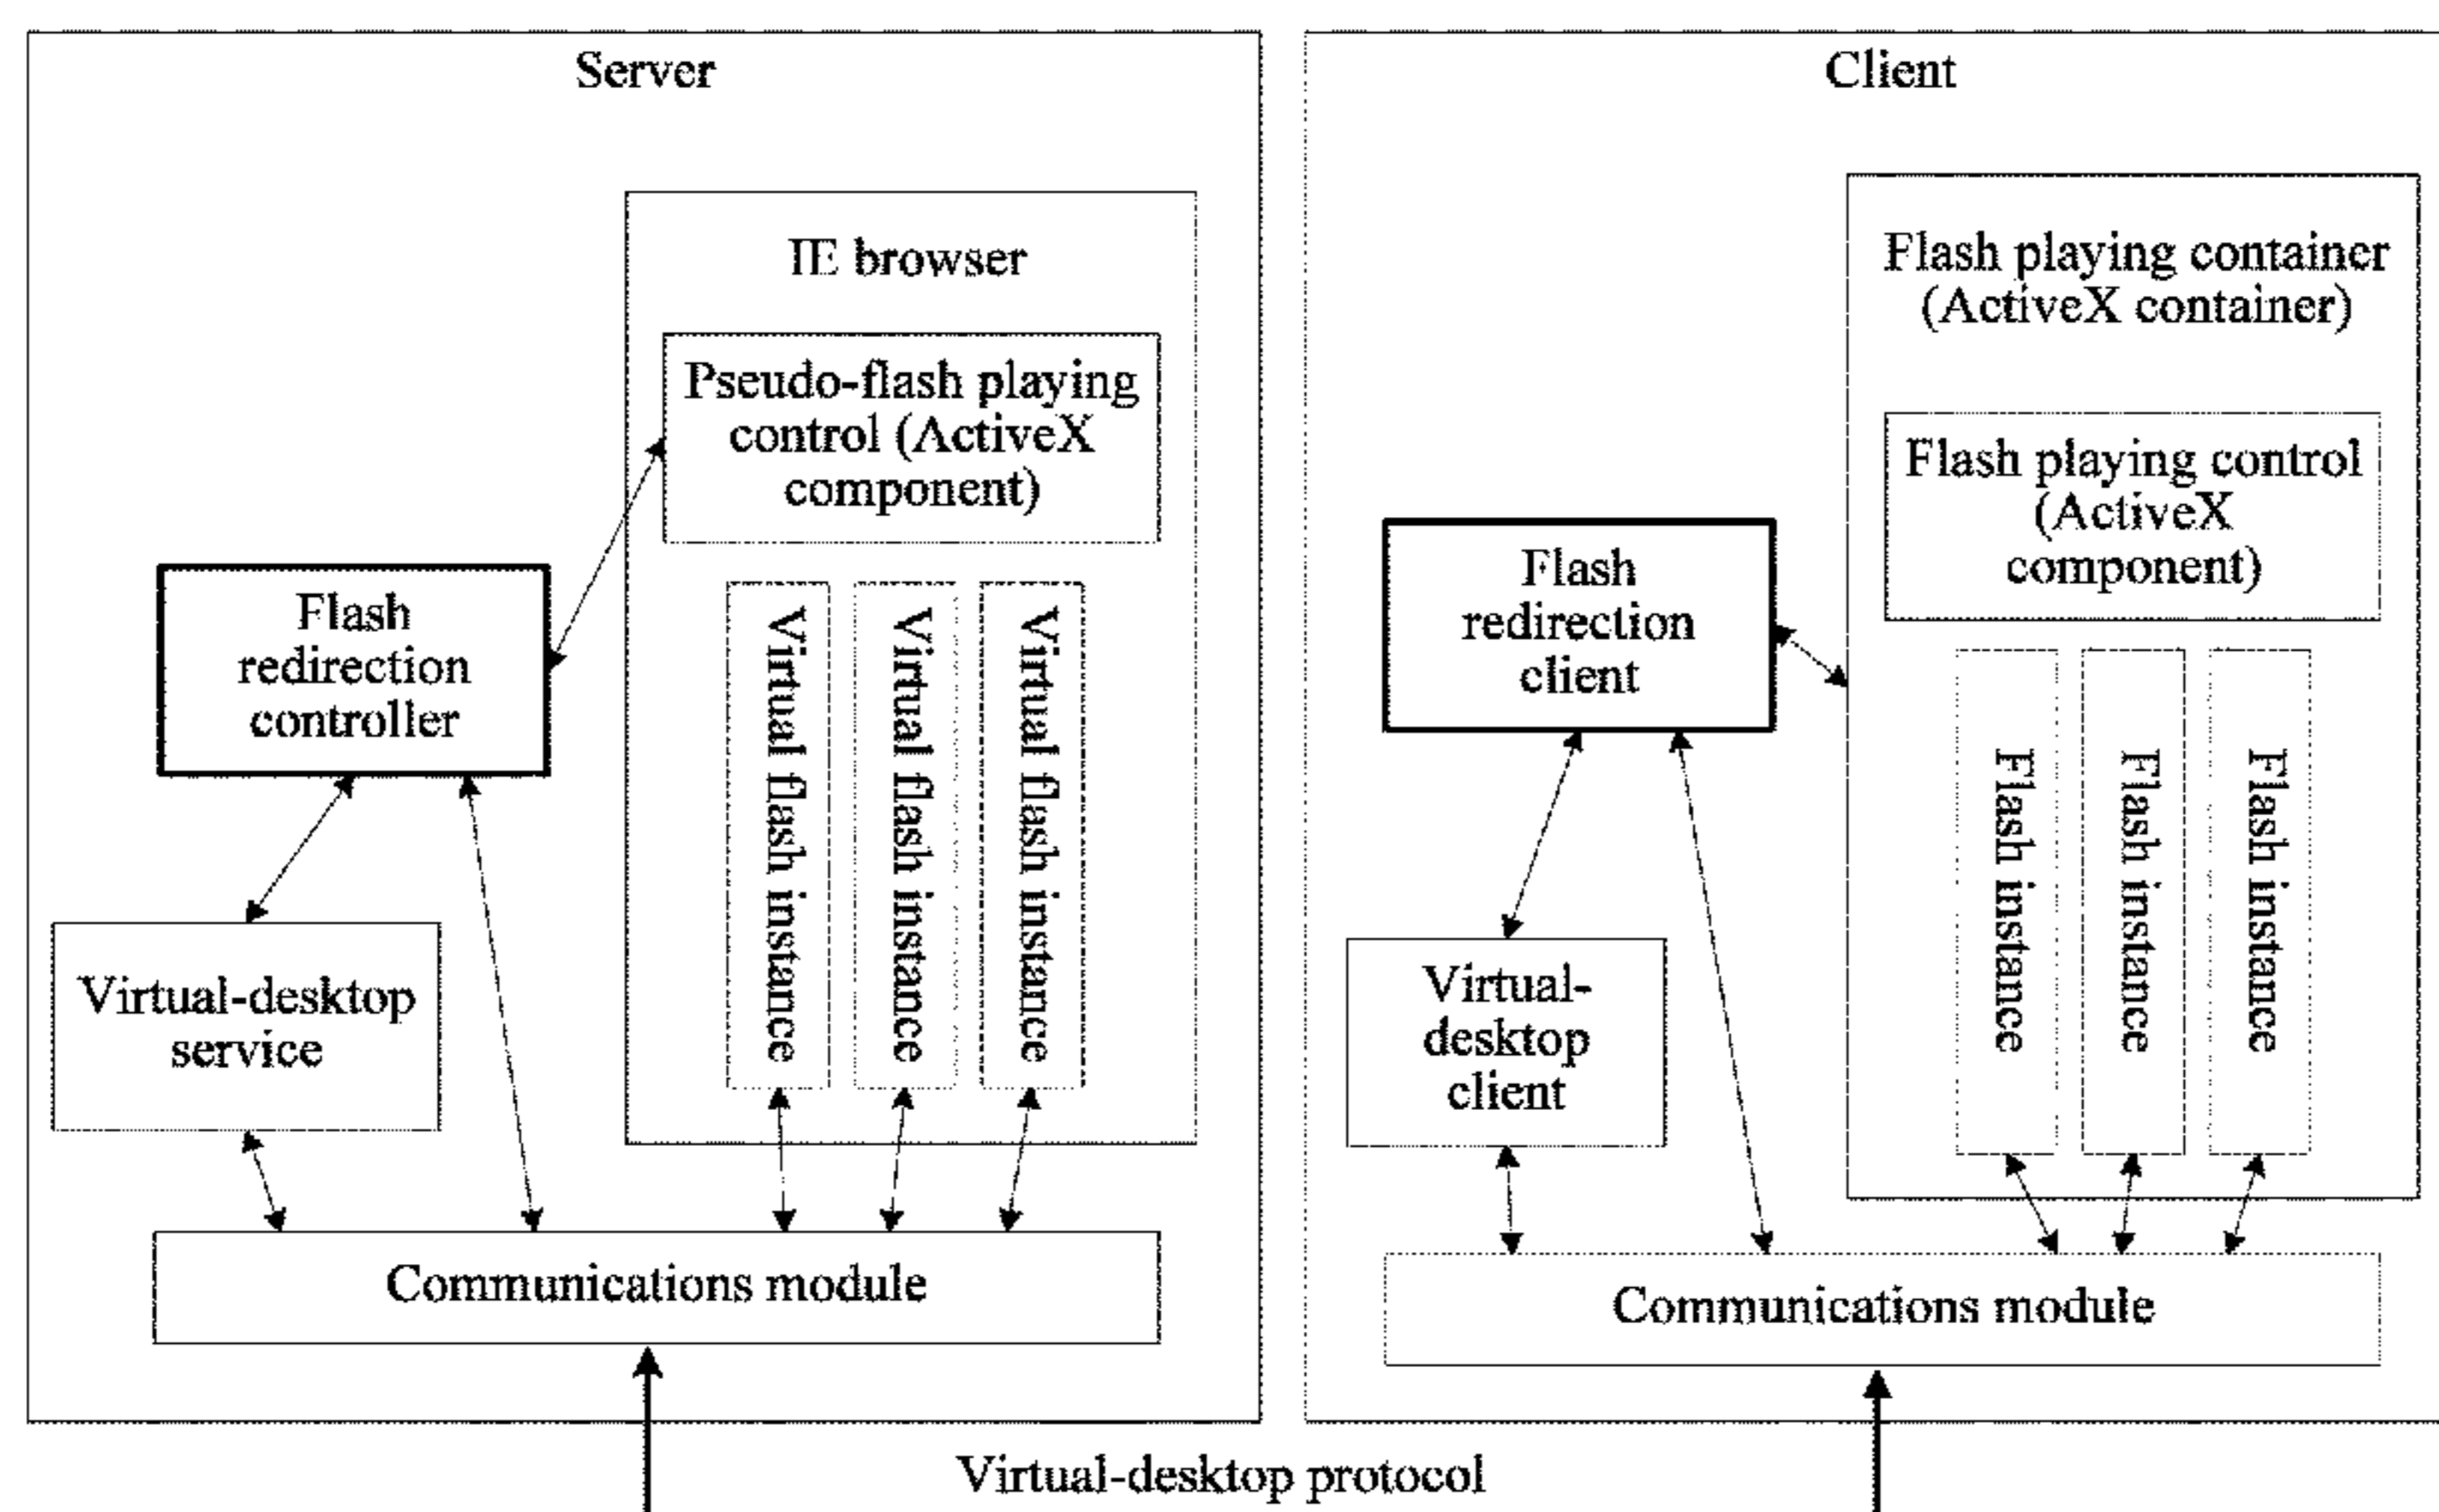 Server
IE browser
Pseudo-flash playing
control (ActiveX
component)
Flash
redirection
controller
Virtual flash instance
Virtual flash instance
Virtual flash instance
Virtual-desktop
service
Communications module
Client
Flash playing container
(ActiveX container)
Flash playing control
(ActiveX
component)
Flash
redirection
client
Flash instance
Flash instance
Flash instance
Virtual-
desktop
client
Communications module
Virtual-desktop protocol